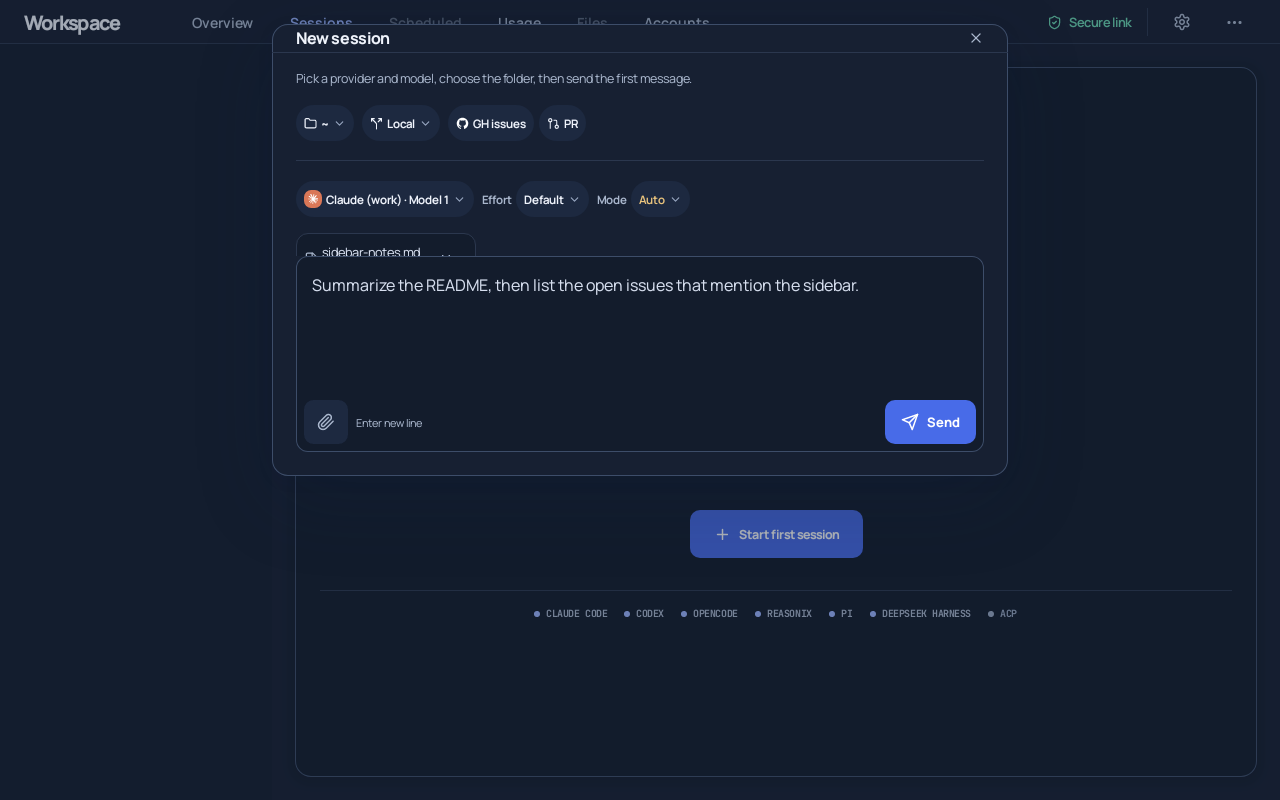 Workspace
Overview
Sessions
Scheduled
Usage
Files
Accounts
Secure link
New session
Pick a provider and model, choose the folder, then send the first message.
~
Local
GH issues
PR
Claude (work) · Model 1
Effort
Default
Mode
Auto
sidebar-notes.md
Summarize the README, then list the open issues that mention the sidebar.
Enter new line
Send
Start first session
CLAUDE CODE
CODEX
OPENCODE
REASONIX
PI
DEEPSEEK HARNESS
ACP